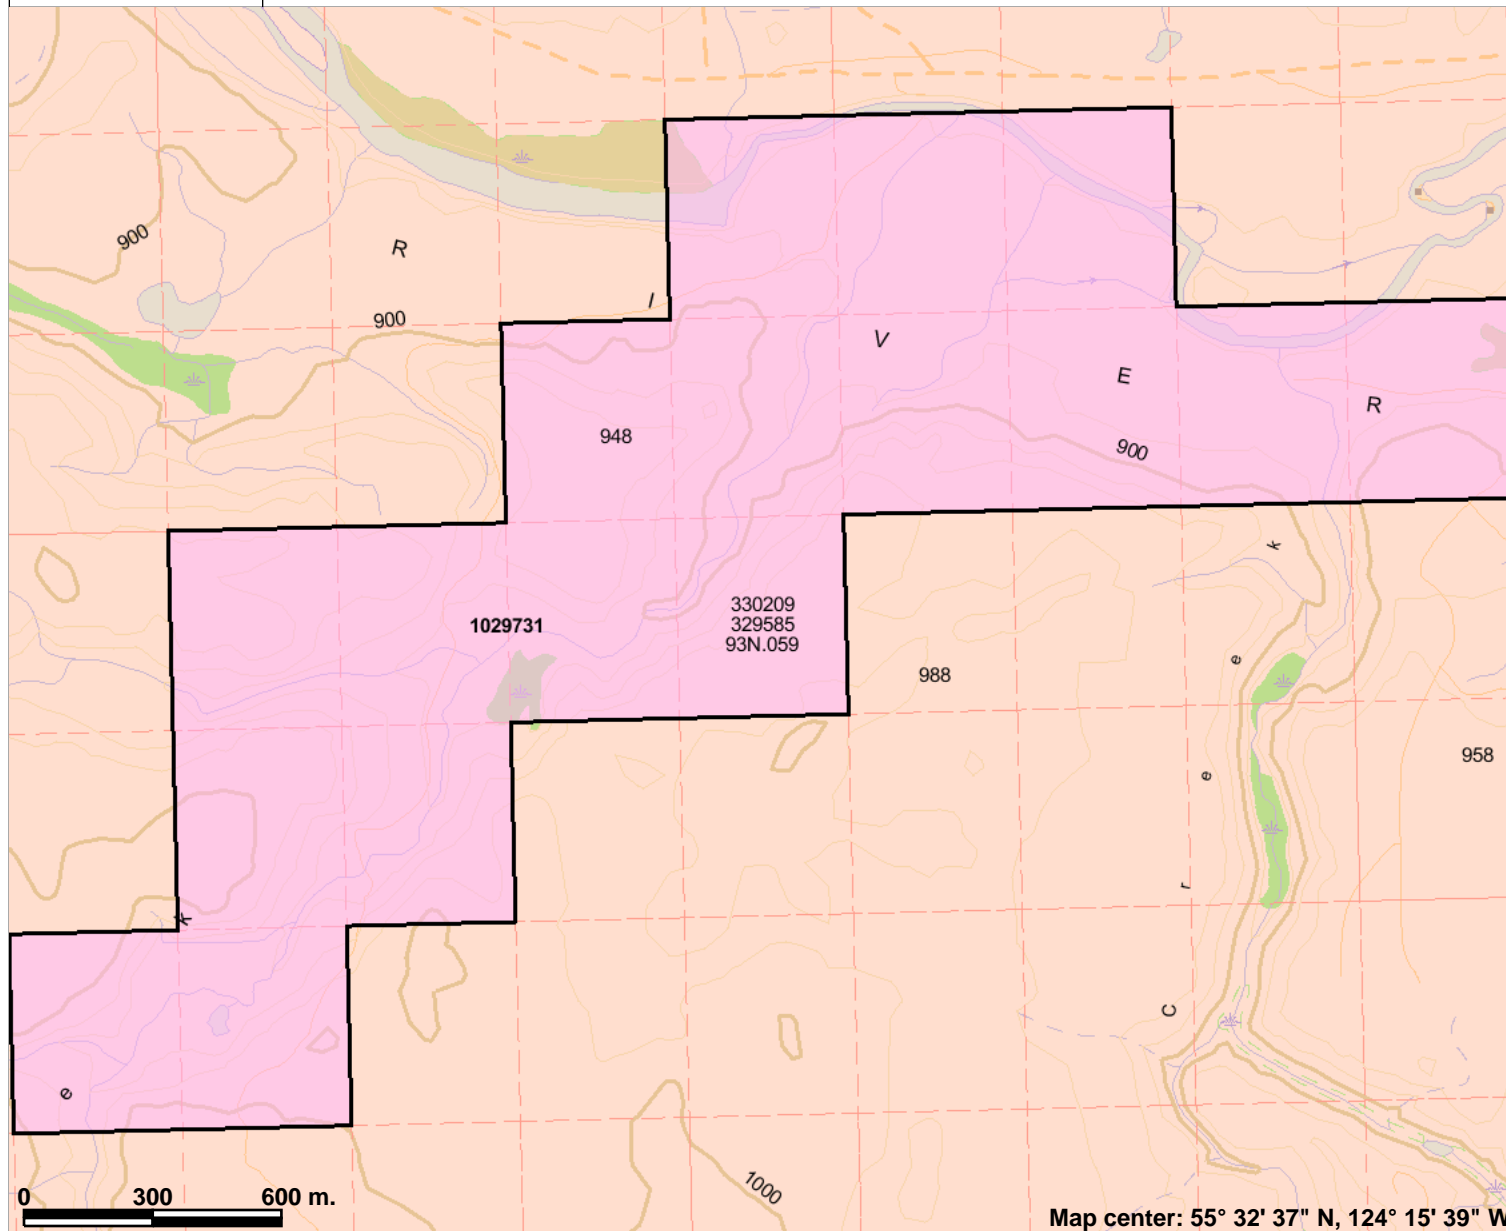 900
R
I
900
V
E
R
948
900
k
330209
329585
93N.059
1029731
e
988
958
e
r
k
C
e
1000
0 300 600 m.
Map center: 55° 32' 37" N, 124° 15' 39" W